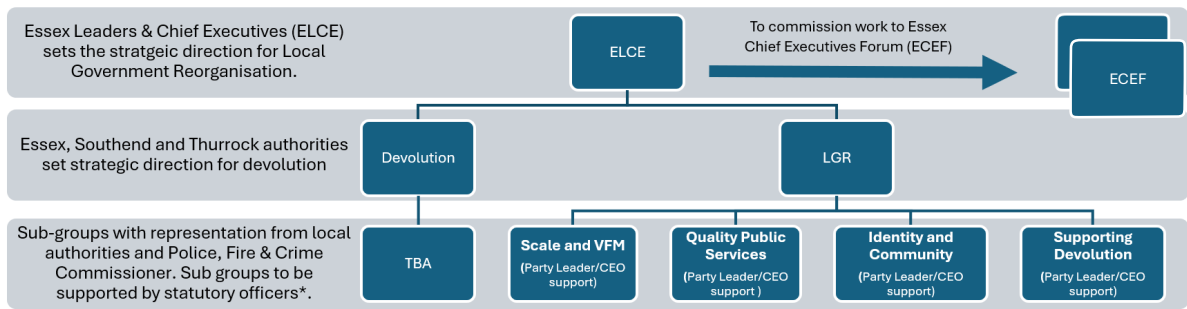 Essex Leaders & Chief Executives (ELCE)
sets the stratgeic direction for Local
Government Reorganisation.
ELCE
To commission work to Essex
Chief Executives Forum (ECEF)
ECEF
Essex, Southend and Thurrock authorities
set strategic direction for devolution
Devolution
LGR
Sub-groups with representation from local
authorities and Police, Fire & Crime
Commissioner. Sub groups to be
supported by statutory officers*.
TBA
Scale and VFM
(Party Leader/CEO
support)
Quality Public
Services
(Party Leader/CEO
support )
Identity and
Community
(Party Leader/CEO
support)
Supporting
Devolution
(Party Leader/CEO
support)